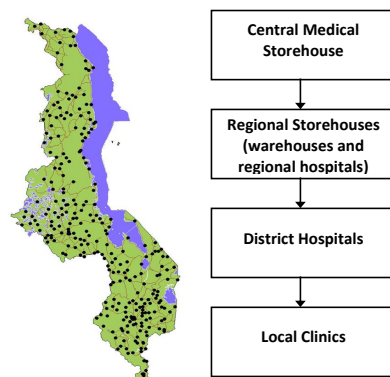 Central Medical
Storehouse
Regional Storehouses
(warehouses and
regional hospitals)
District Hospitals
Local Clinics